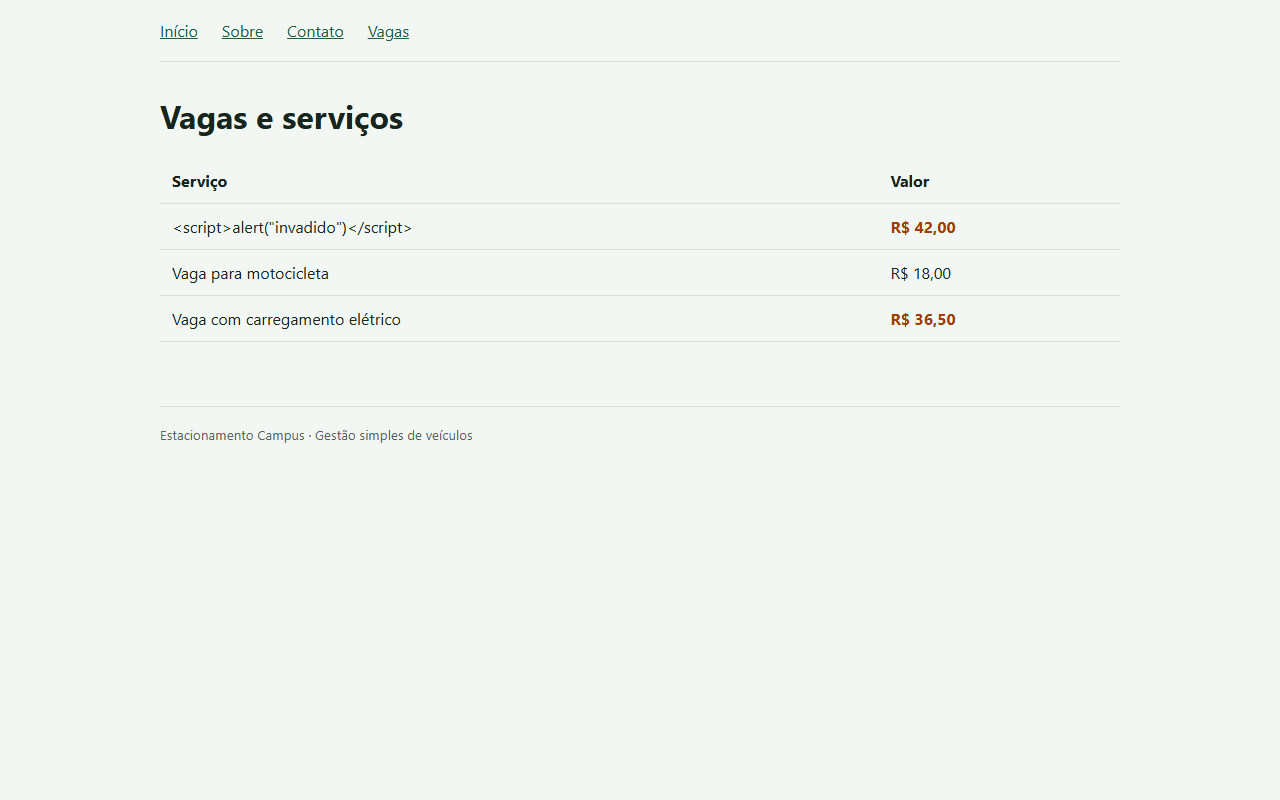 Início Sobre Contato Vagas
Vagas e serviços
Serviço Valor
<script>alert("invadido")</script> R$ 42,00
Vaga para motocicleta R$ 18,00
Vaga com carregamento elétrico R$ 36,50
Estacionamento Campus · Gestão simples de veículos